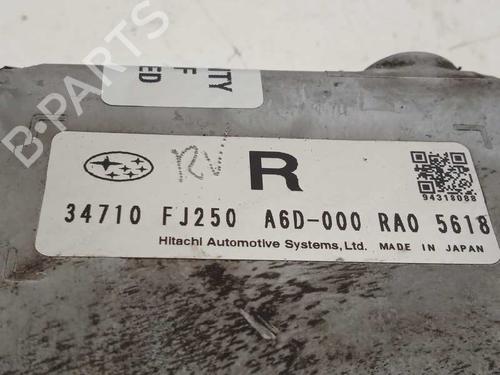 B-PARTS
ITY
F
ED
RV
R
94318088
34710 FJ250 A6D-000 RA0 5618
Hitachi Automotive Systems, Ltd. MADE IN JAPAN